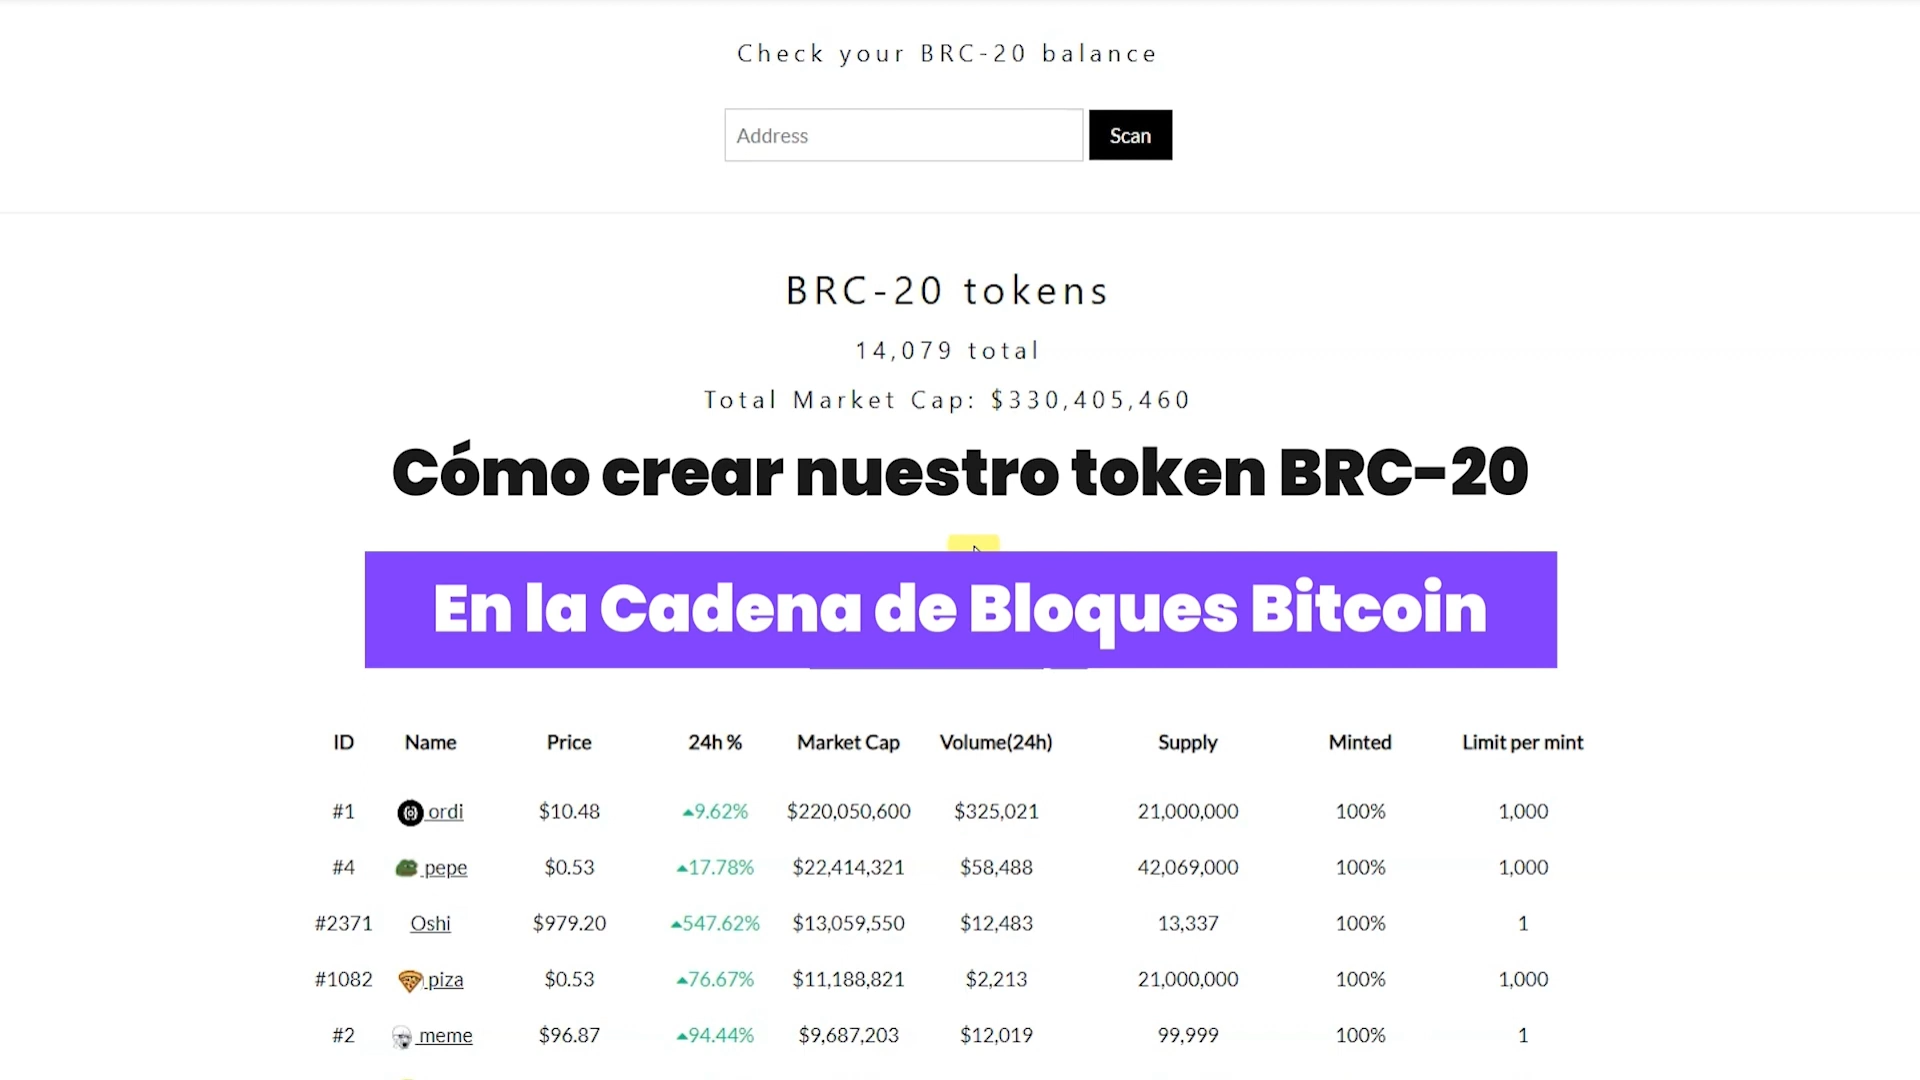 Check your BRC-20 balance
Address Scan
BRC-20 tokens
14,079 total
Total Market Cap: $330,405,460
Cómo crear nuestro token BRC-20
En la Cadena de Bloques Bitcoin
ID Name Price 24h % Market Cap Volume(24h) Supply Minted Limit per mint
#1 ordi $10.48 9.62% $220,050,600 $325,021 21,000,000 100% 1,000
#4 pepe $0.53 17.78% $22,414,321 $58,488 42,069,000 100% 1,000
#2371 Oshi $979.20 547.62% $13,059,550 $12,483 13,337 100% 1
#1082 piza $0.53 76.67% $11,188,821 $2,213 21,000,000 100% 1,000
#2 meme $96.87 94.44% $9,687,203 $12,019 99,999 100% 1